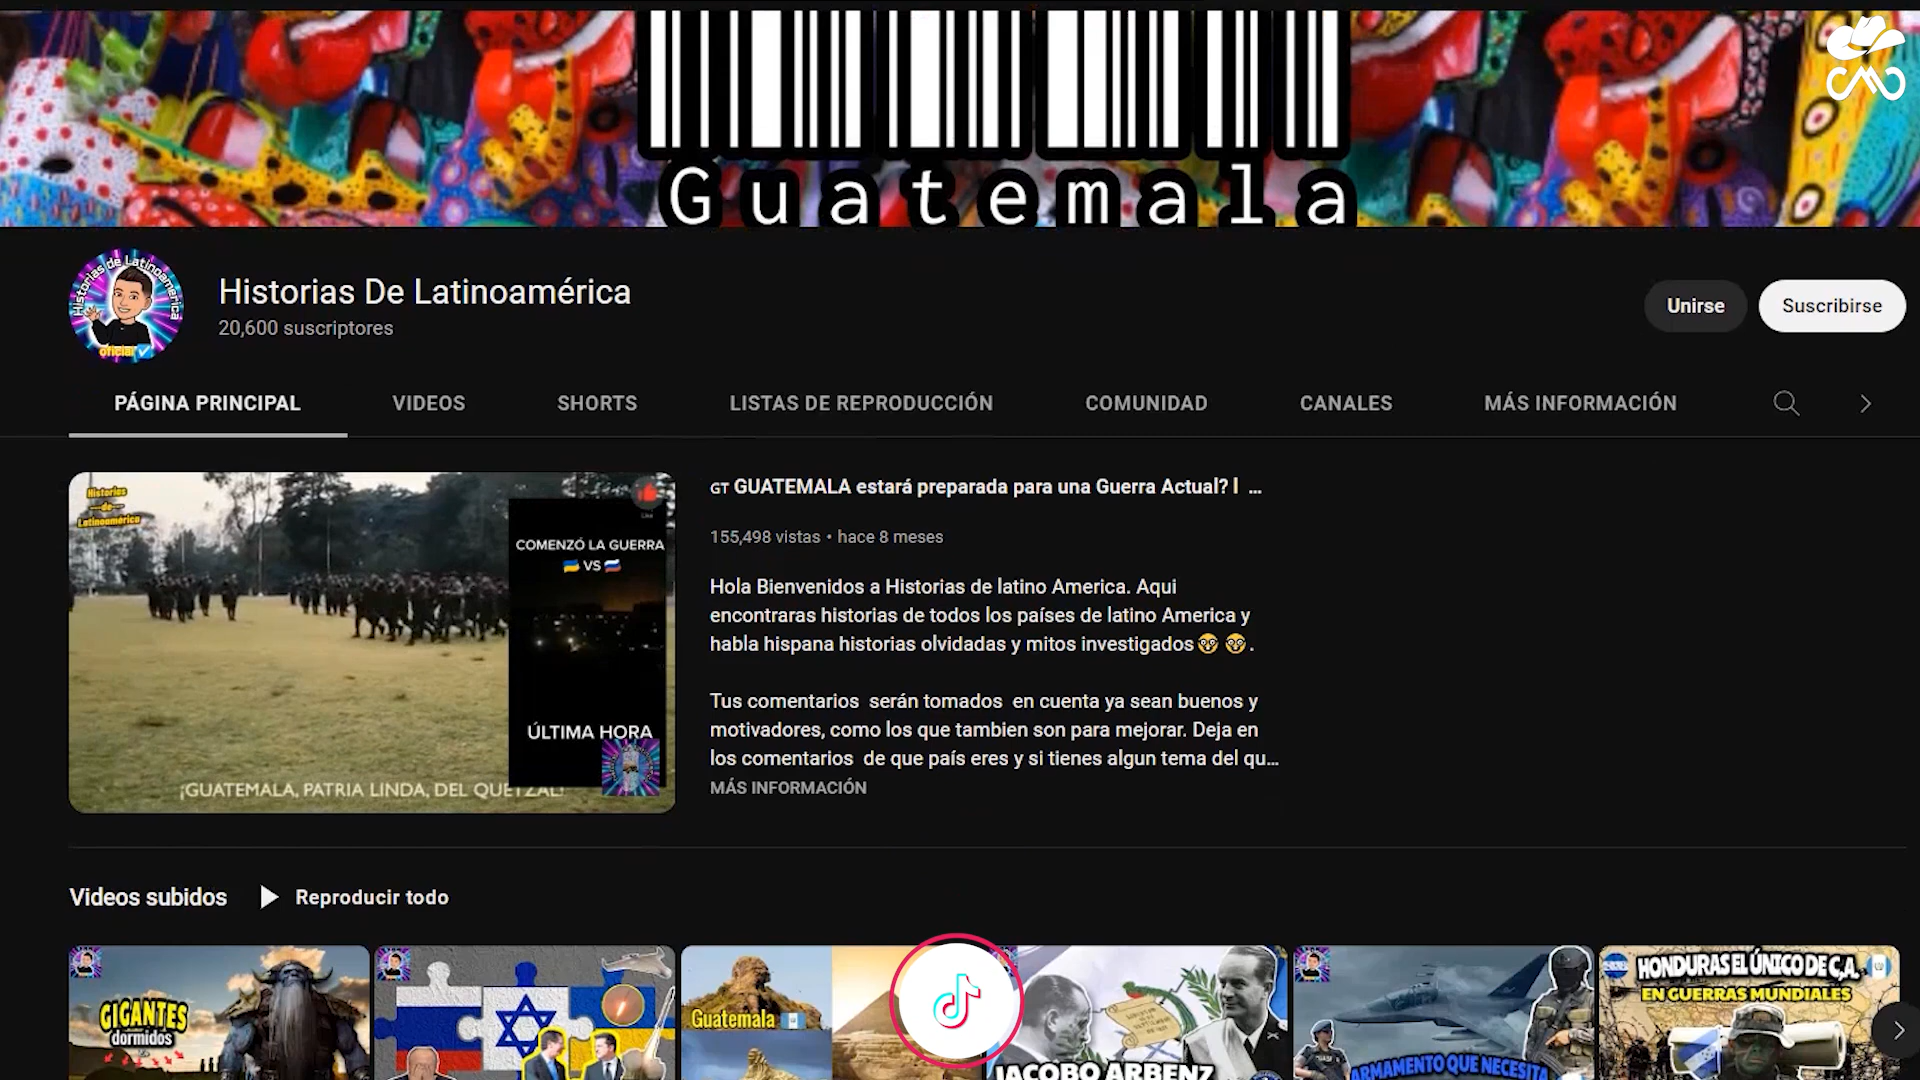 Guatemala
Historias de Latinoamérica
oficial
Historias De Latinoamérica
20,600 suscriptores
Unirse
Suscribirse
PÁGINA PRINCIPAL
VIDEOS
SHORTS
LISTAS DE REPRODUCCIÓN
COMUNIDAD
CANALES
MÁS INFORMACIÓN
Historias
de
Latinoamérica
Like
COMENZÓ LA GUERRA
VS
ÚLTIMA HORA
¡GUATEMALA, PATRIA LINDA, DEL QUETZAL!
GT GUATEMALA estará preparada para una Guerra Actual? l ...
155,498 vistas • hace 8 meses
Hola Bienvenidos a Historias de latino America. Aqui
encontraras historias de todos los países de latino America y
habla hispana historias olvidadas y mitos investigados🥸 🥸.
Tus comentarios serán tomados en cuenta ya sean buenos y
motivadores, como los que tambien son para mejorar. Deja en
los comentarios de que país eres y si tienes algun tema del qu...
MÁS INFORMACIÓN
Videos subidos
Reproducir todo
GIGANTES
dormidos
Guatemala
JACOBO ARBENZ
ARMAMENTO QUE NECESITA
HONDURAS EL ÚNICO DE C.A.
EN GUERRAS MUNDIALES